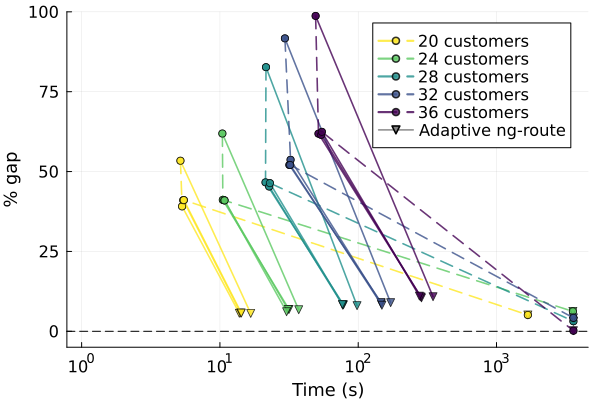 100
75
50
25
0
% gap
20 customers
24 customers
28 customers
32 customers
36 customers
Adaptive ng-route
10^0 10^1 10^2 10^3
Time (s)